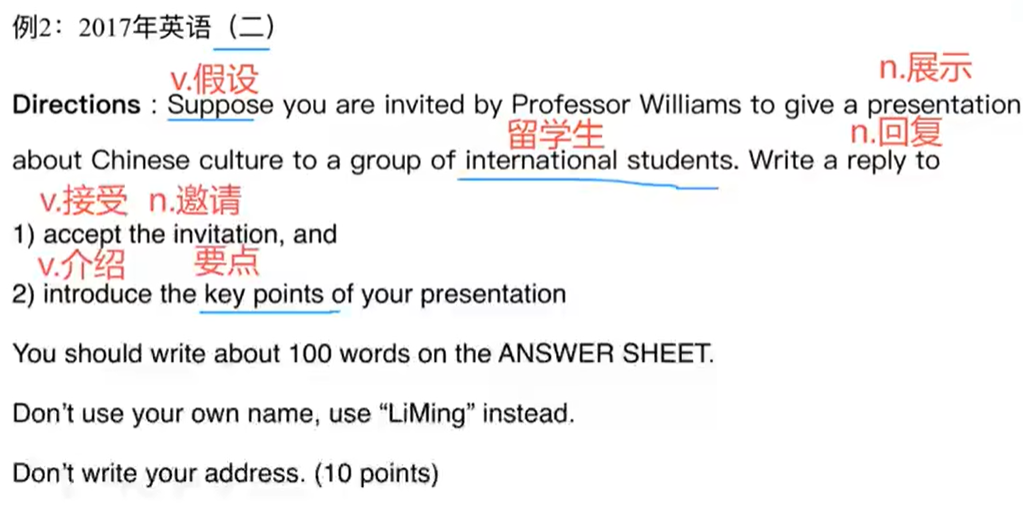 例2：2017年英语（二）
v.假设
n.展示
Directions : Suppose you are invited by Professor Williams to give a presentation
留学生
n.回复
about Chinese culture to a group of international students. Write a reply to
v.接受 n.邀请
1) accept the invitation, and
v.介绍 要点
2) introduce the key points of your presentation
You should write about 100 words on the ANSWER SHEET.
Don't use your own name, use “LiMing” instead.
Don't write your address. (10 points)